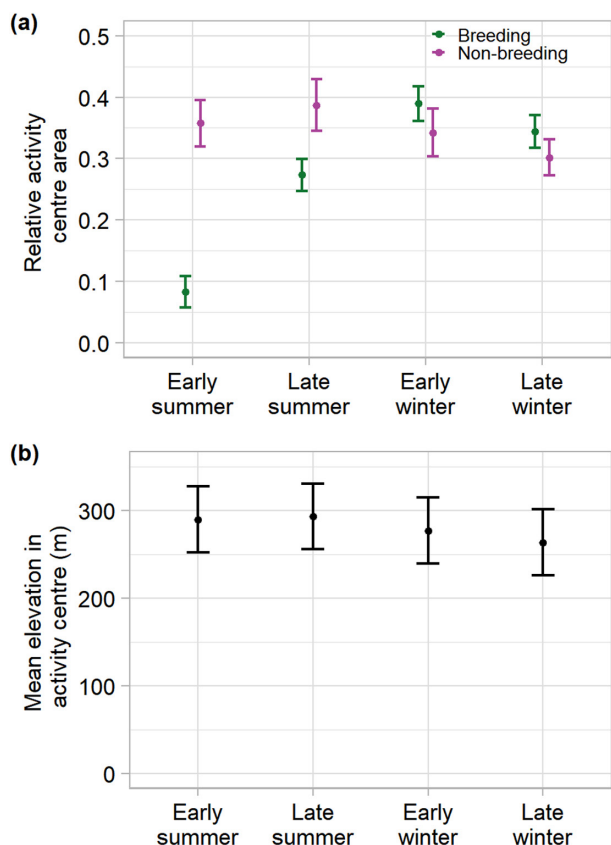 (a)
Breeding
Non-breeding
Relative activity
centre area
0.5
0.4
0.3
0.2
0.1
0.0
Early
summer
Late
summer
Early
winter
Late
winter
(b)
Mean elevation in
activity centre (m)
300
200
100
0
Early
summer
Late
summer
Early
winter
Late
winter